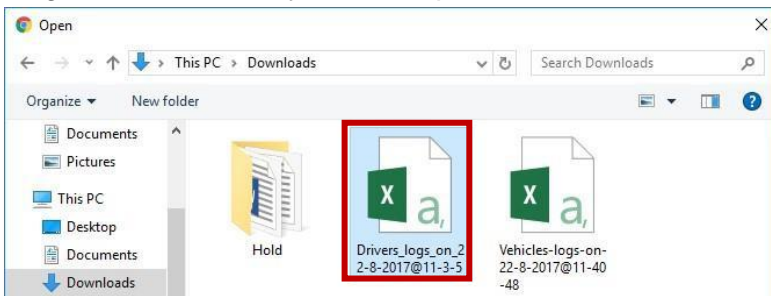 Open
This PC > Downloads
Search Downloads
Organize
New folder
Documents
Pictures
This PC
Desktop
Documents
Downloads
Hold
Drivers_logs_on_2
2-8-2017@11-3-5
Vehicles-logs-on-
22-8-2017@11-40
-48